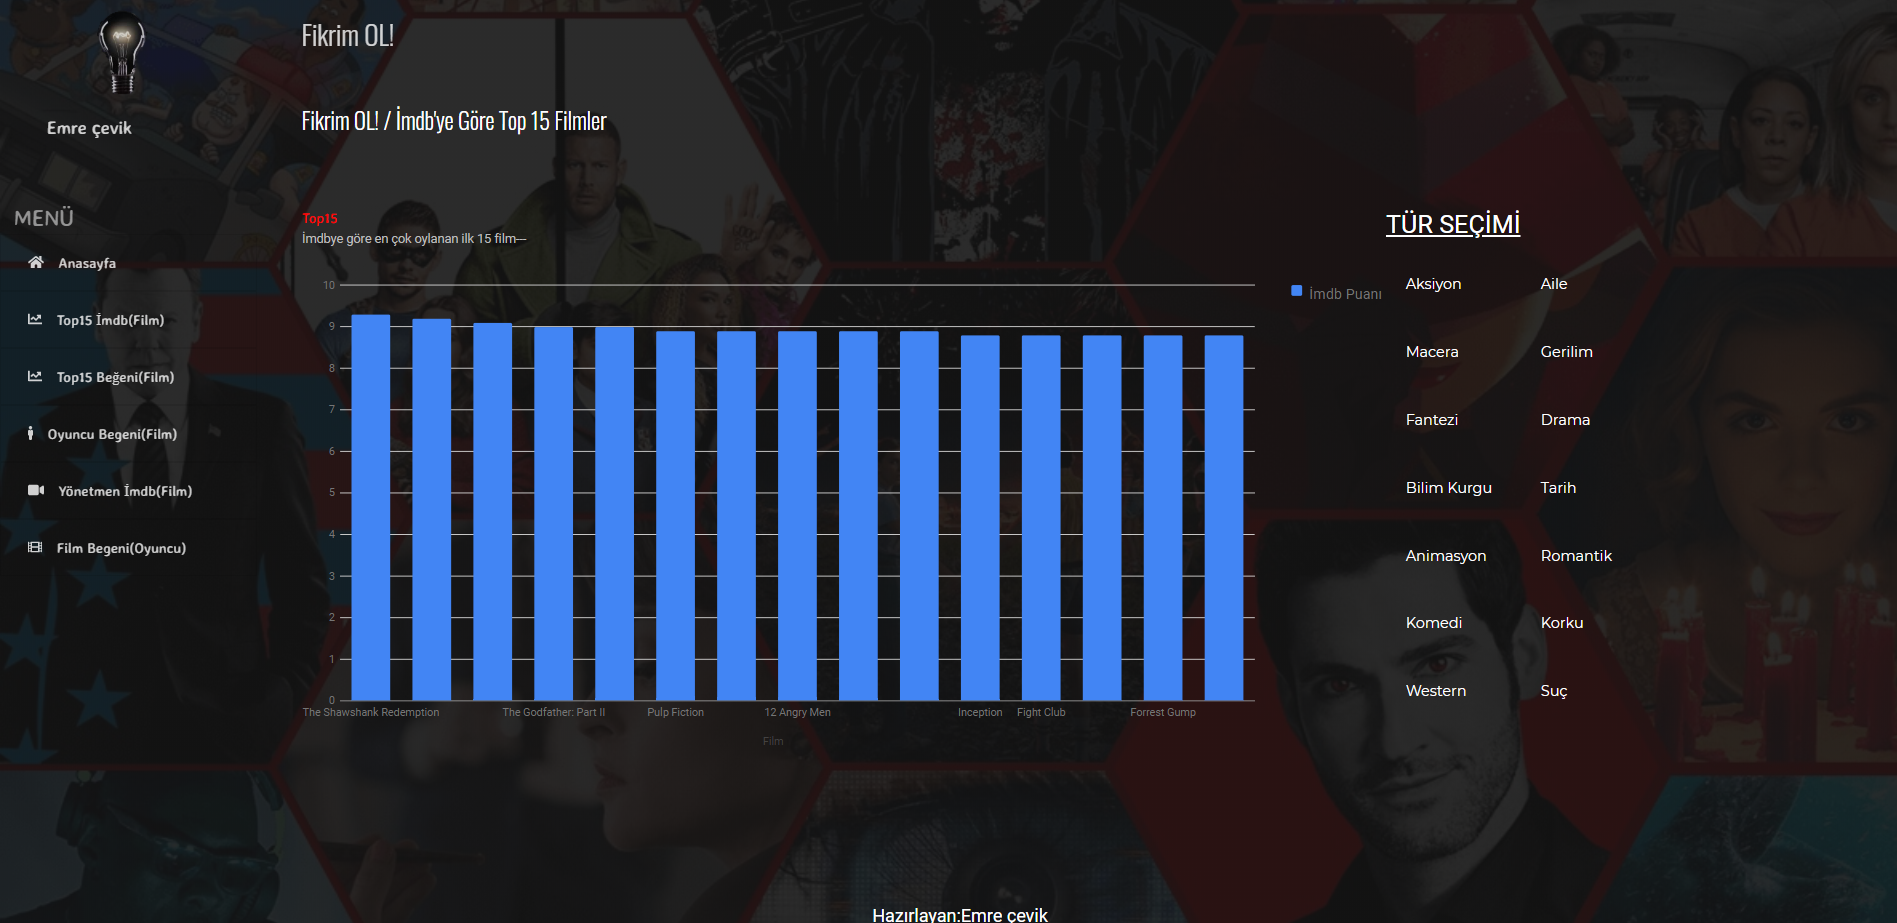 Fikrim OL!
Emre çevik
Fikrim OL! / İmdb'ye Göre Top 15 Filmler
MENÜ
Anasayfa
Top15 İmdb(Film)
Top15 Beğeni(Film)
Oyuncu Begeni(Film)
Yönetmen İmdb(Film)
Film Begeni(Oyuncu)
Top15
İmdbye göre en çok oylanan ilk 15 film---
10
9
8
7
6
5
4
3
2
1
0
The Shawshank Redemption
The Godfather: Part II
Pulp Fiction
12 Angry Men
Inception
Fight Club
Forrest Gump
Film
İmdb Puanı
TÜR SEÇİMİ
Aksiyon
Aile
Macera
Gerilim
Fantezi
Drama
Bilim Kurgu
Tarih
Animasyon
Romantik
Komedi
Korku
Western
Suç
Hazırlayan:Emre çevik